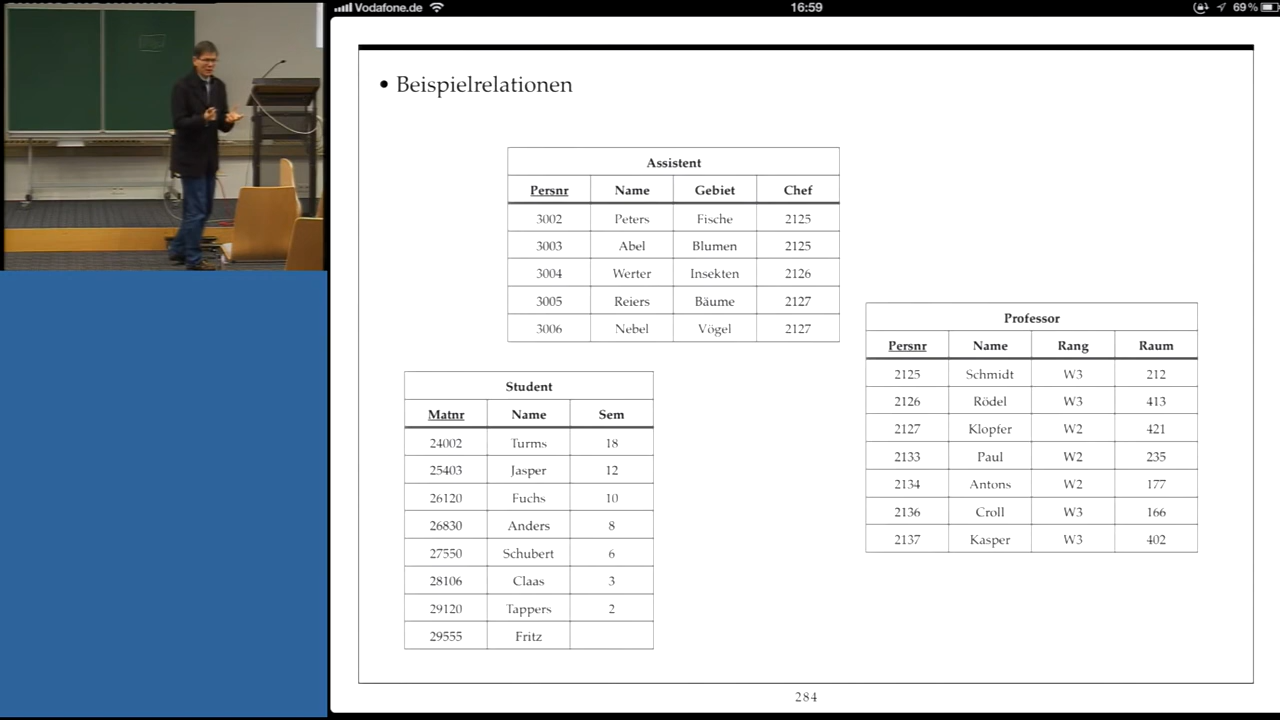 Vodafone.de
16:59
69 %
• Beispielrelationen
Assistent
Persnr Name Gebiet Chef
3002 Peters Fische 2125
3003 Abel Blumen 2125
3004 Werter Insekten 2126
3005 Reiers Bäume 2127
3006 Nebel Vögel 2127
Professor
Persnr Name Rang Raum
2125 Schmidt W3 212
2126 Rödel W3 413
2127 Klopfer W2 421
2133 Paul W2 235
2134 Antons W2 177
2136 Croll W3 166
2137 Kasper W3 402
Student
Matnr Name Sem
24002 Turms 18
25403 Jasper 12
26120 Fuchs 10
26830 Anders 8
27550 Schubert 6
28106 Claas 3
29120 Tappers 2
29555 Fritz
284